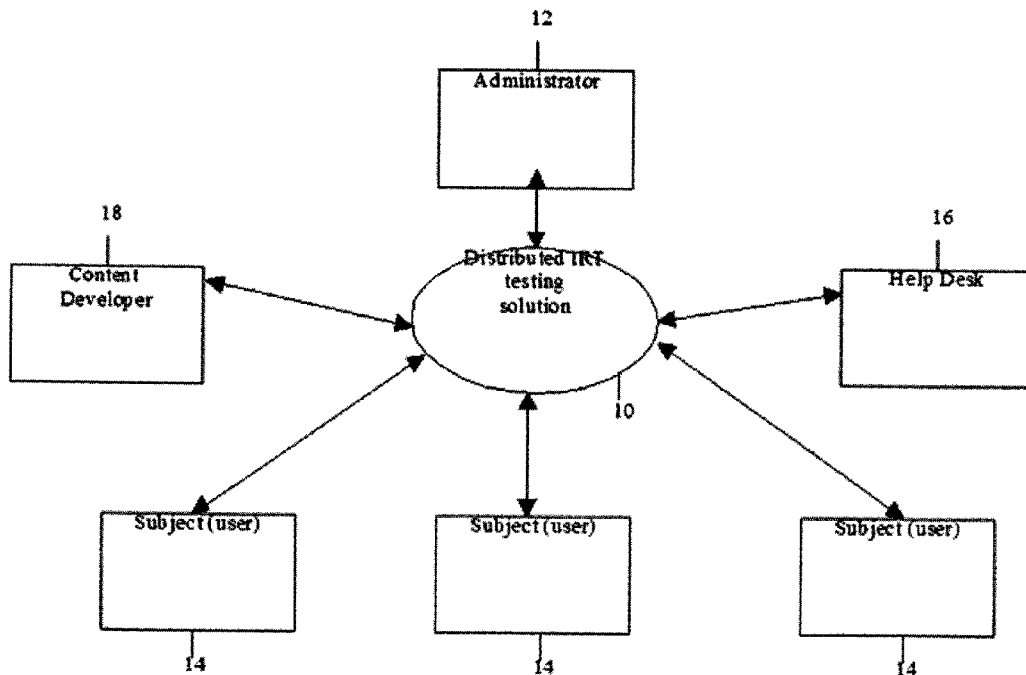 12
Administrator
18
Content
Developer
Distributed IRT
testing
solution
16
Help Desk
10
Subject (user)
Subject (user)
Subject (user)
14
14
14